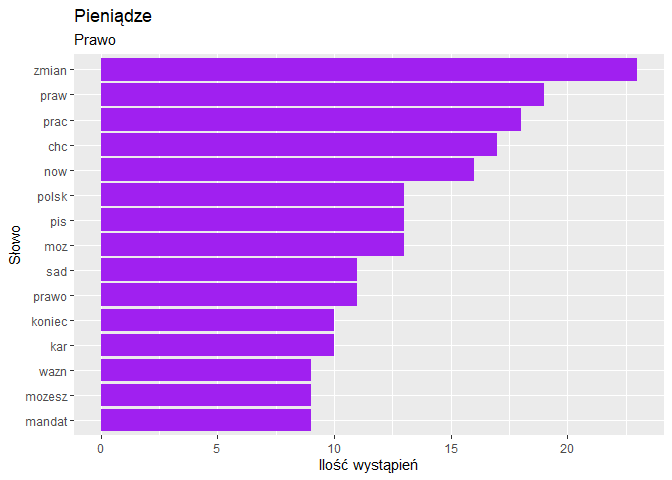 Pieniądze
Prawo
zmian
praw
prac
chc
now
polsk
pis
moz
sad
prawo
koniec
kar
wazn
mozesz
mandat
Słowo
0 5 10 15 20
Ilość wystąpień